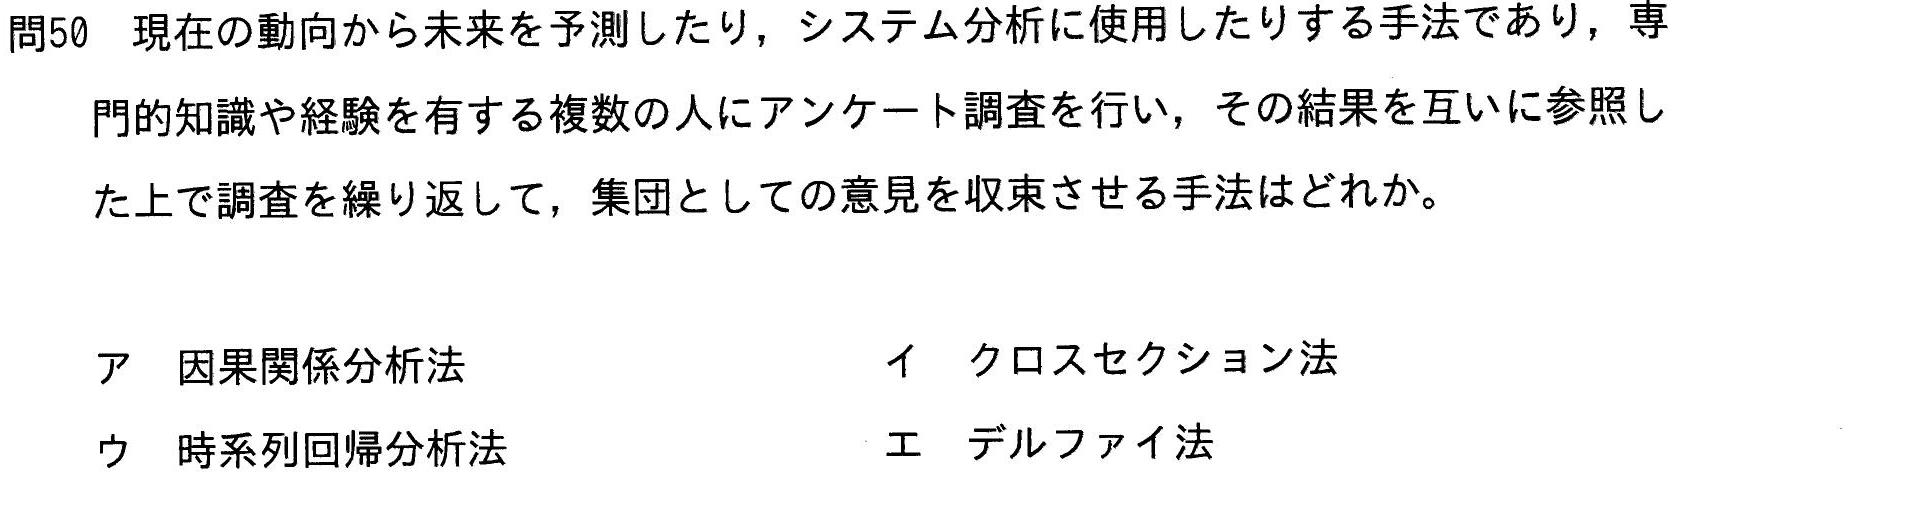 問50 現在の動向から未来を予測したり，システム分析に使用したりする手法であり，専
門的知識や経験を有する複数の人にアンケート調査を行い，その結果を互いに参照し
た上で調査を繰り返して，集団としての意見を収束させる手法はどれか。
ア 因果関係分析法 イ クロスセクション法
ウ 時系列回帰分析法 エ デルファイ法